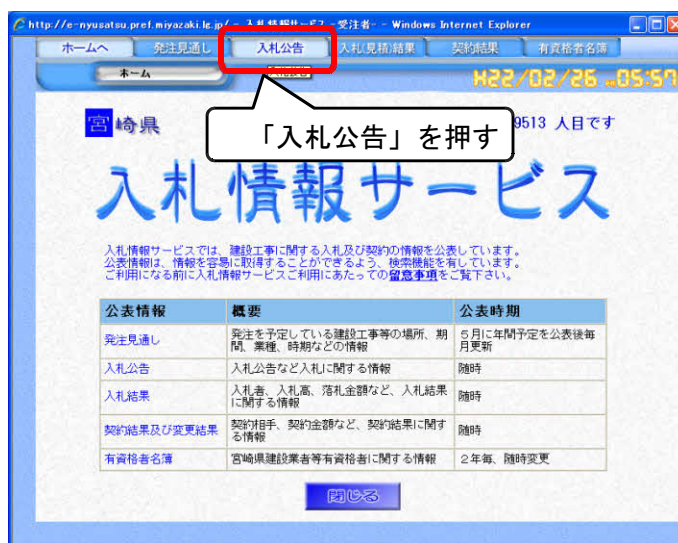 http://e-nyusatsu.pref.miyazaki.lg.jp/ - 入札情報サービス -受注者- - Windows Internet Explorer
ホームへ 発注見通し 入札公告 入札(見積)結果 契約結果 有資格者名簿
ホーム
H22/02/26 05:57
宮崎県
9513 人目です
「入札公告」を押す
入札情報サービス
入札情報サービスでは、建設工事に関する入札及び契約の情報を公表しています。
公表情報は、情報を容易に取得することができるよう、検索機能を有しています。
ご利用になる前に入札情報サービスご利用にあたっての留意事項をご覧下さい。
公表情報 概要 公表時期
発注見通し 発注を予定している建設工事等の場所、期間、業種、時期などの情報 5月に年間予定を公表後毎月更新
入札公告 入札公告など入札に関する情報 随時
入札結果 入札者、入札高、落札金額など、入札結果に関する情報 随時
契約結果及び変更結果 契約相手、契約金額など、契約結果に関する情報 随時
有資格者名簿 宮崎県建設業者等有資格者に関する情報 2年毎、随時変更
閉じる